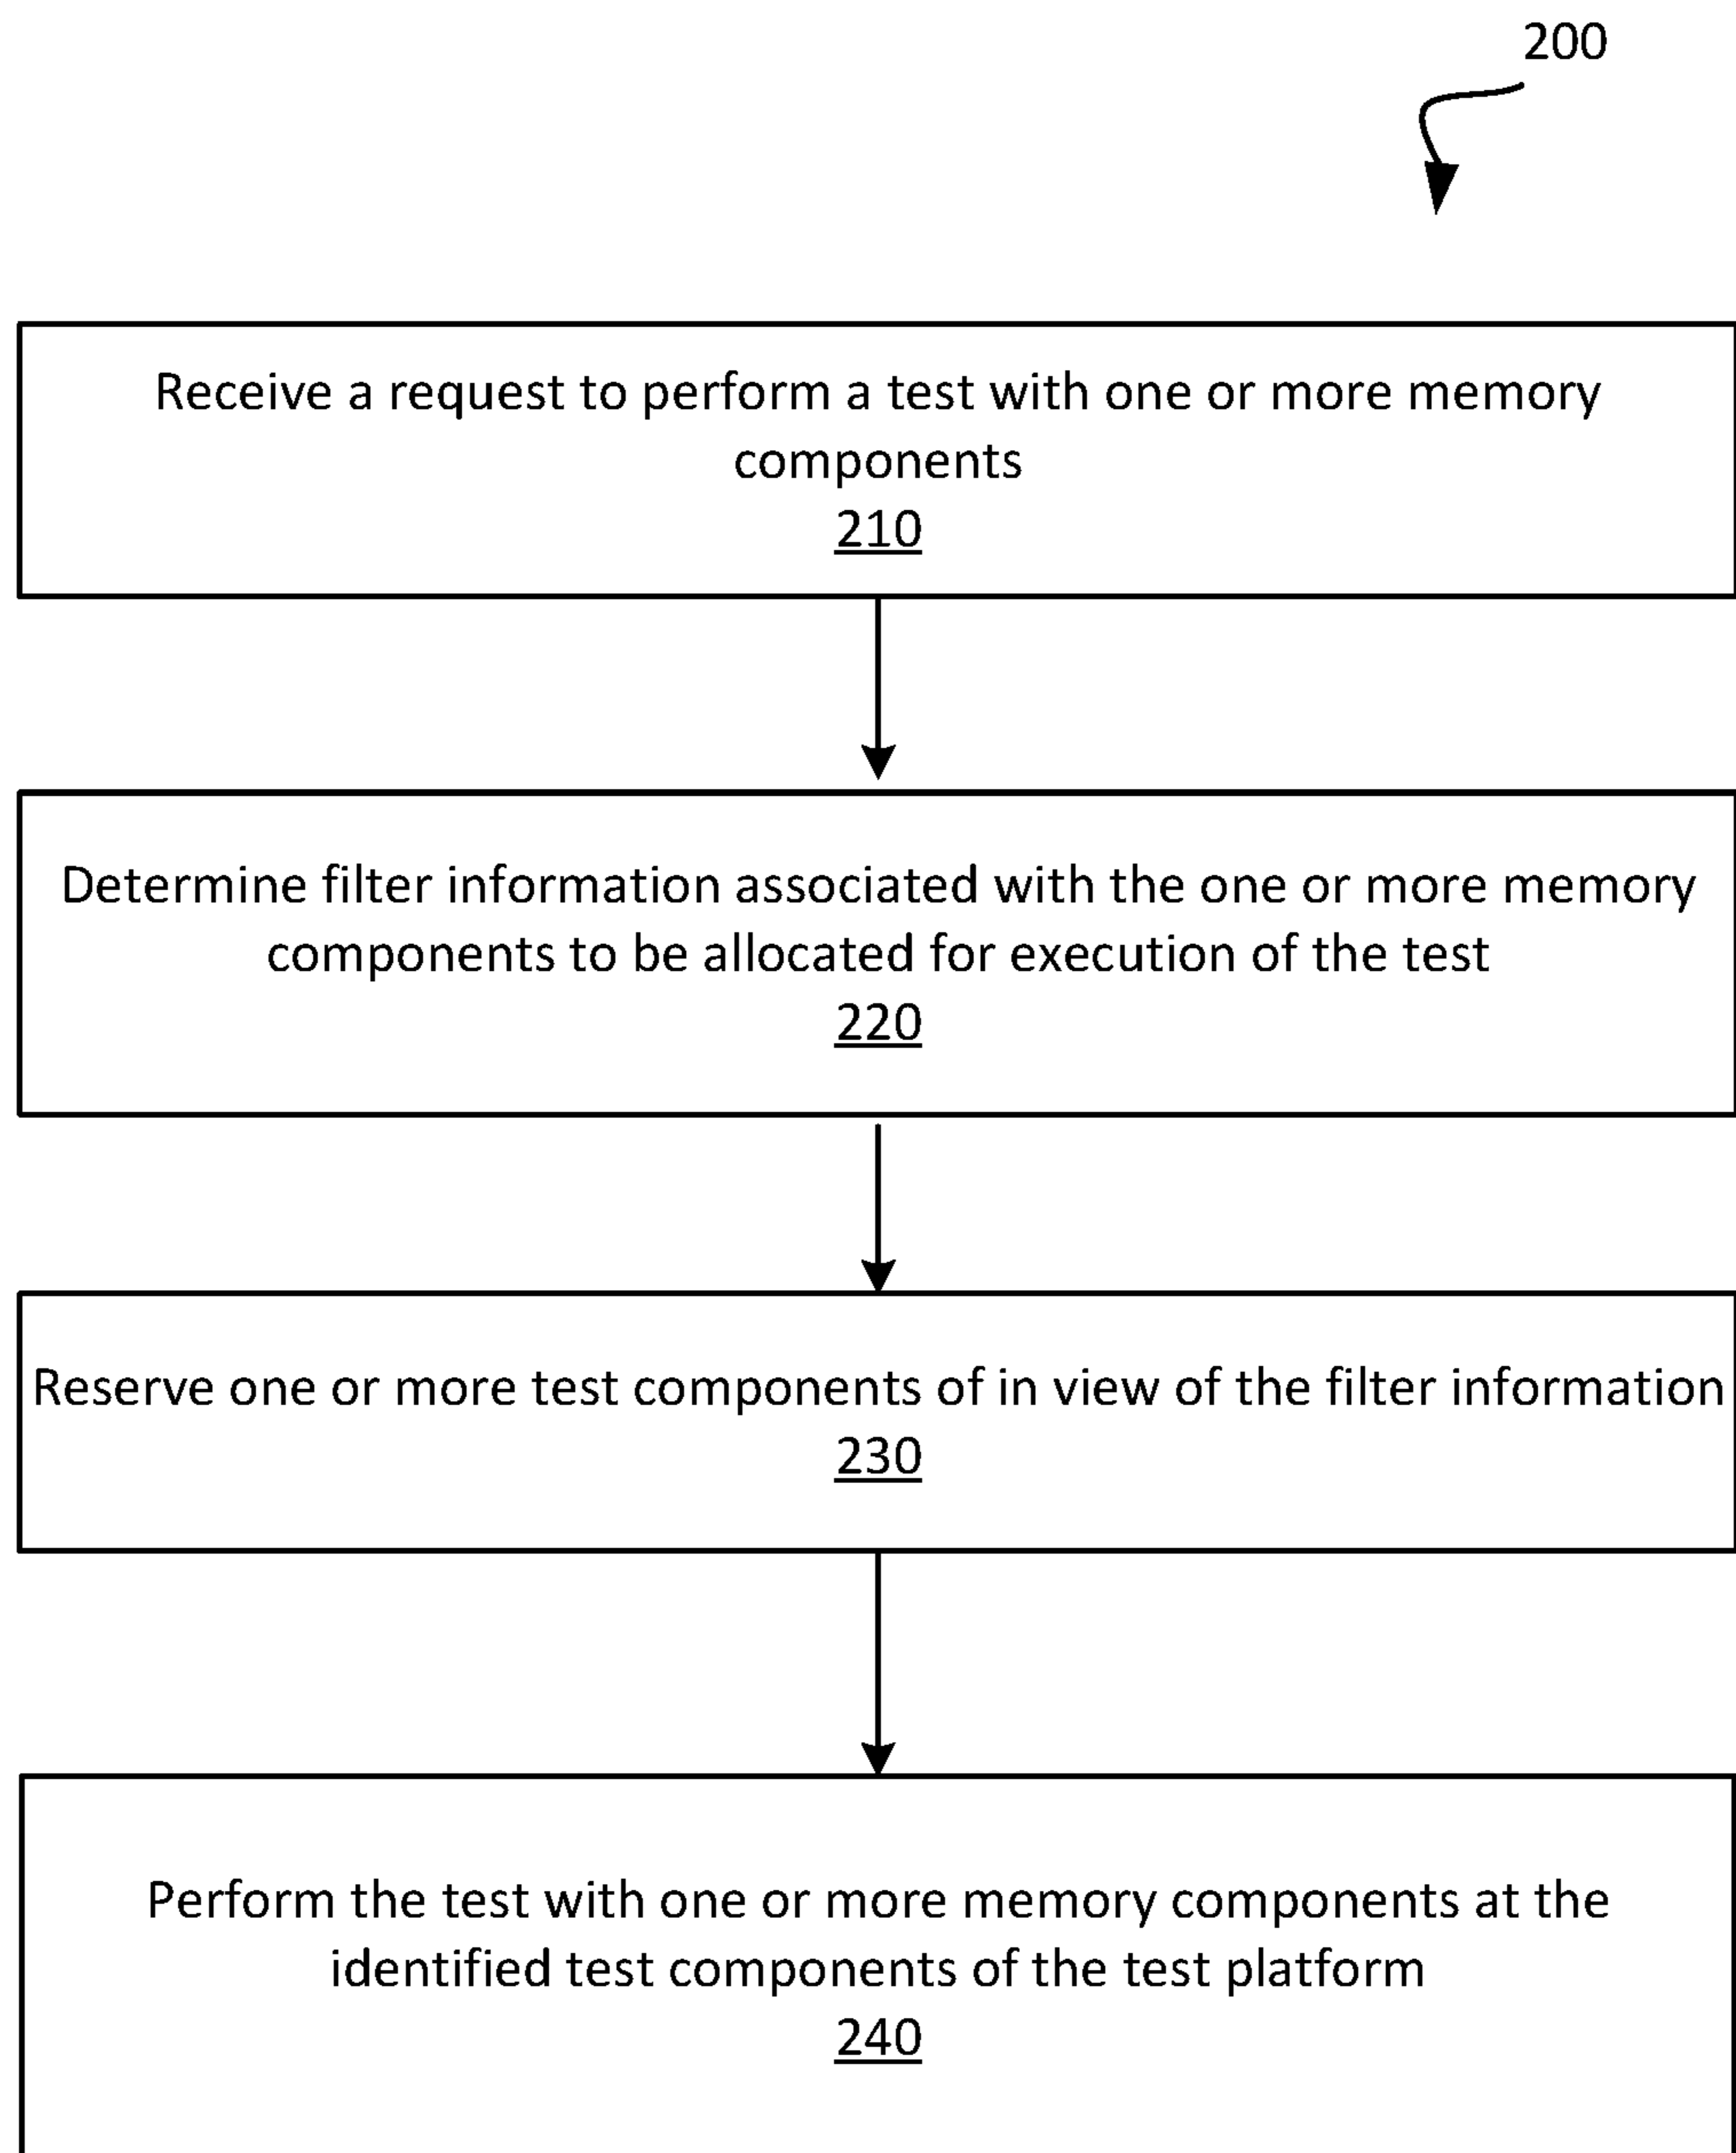 200
Receive a request to perform a test with one or more memory
components
210
Determine filter information associated with the one or more memory
components to be allocated for execution of the test
220
Reserve one or more test components of in view of the filter information
230
Perform the test with one or more memory components at the
identified test components of the test platform
240